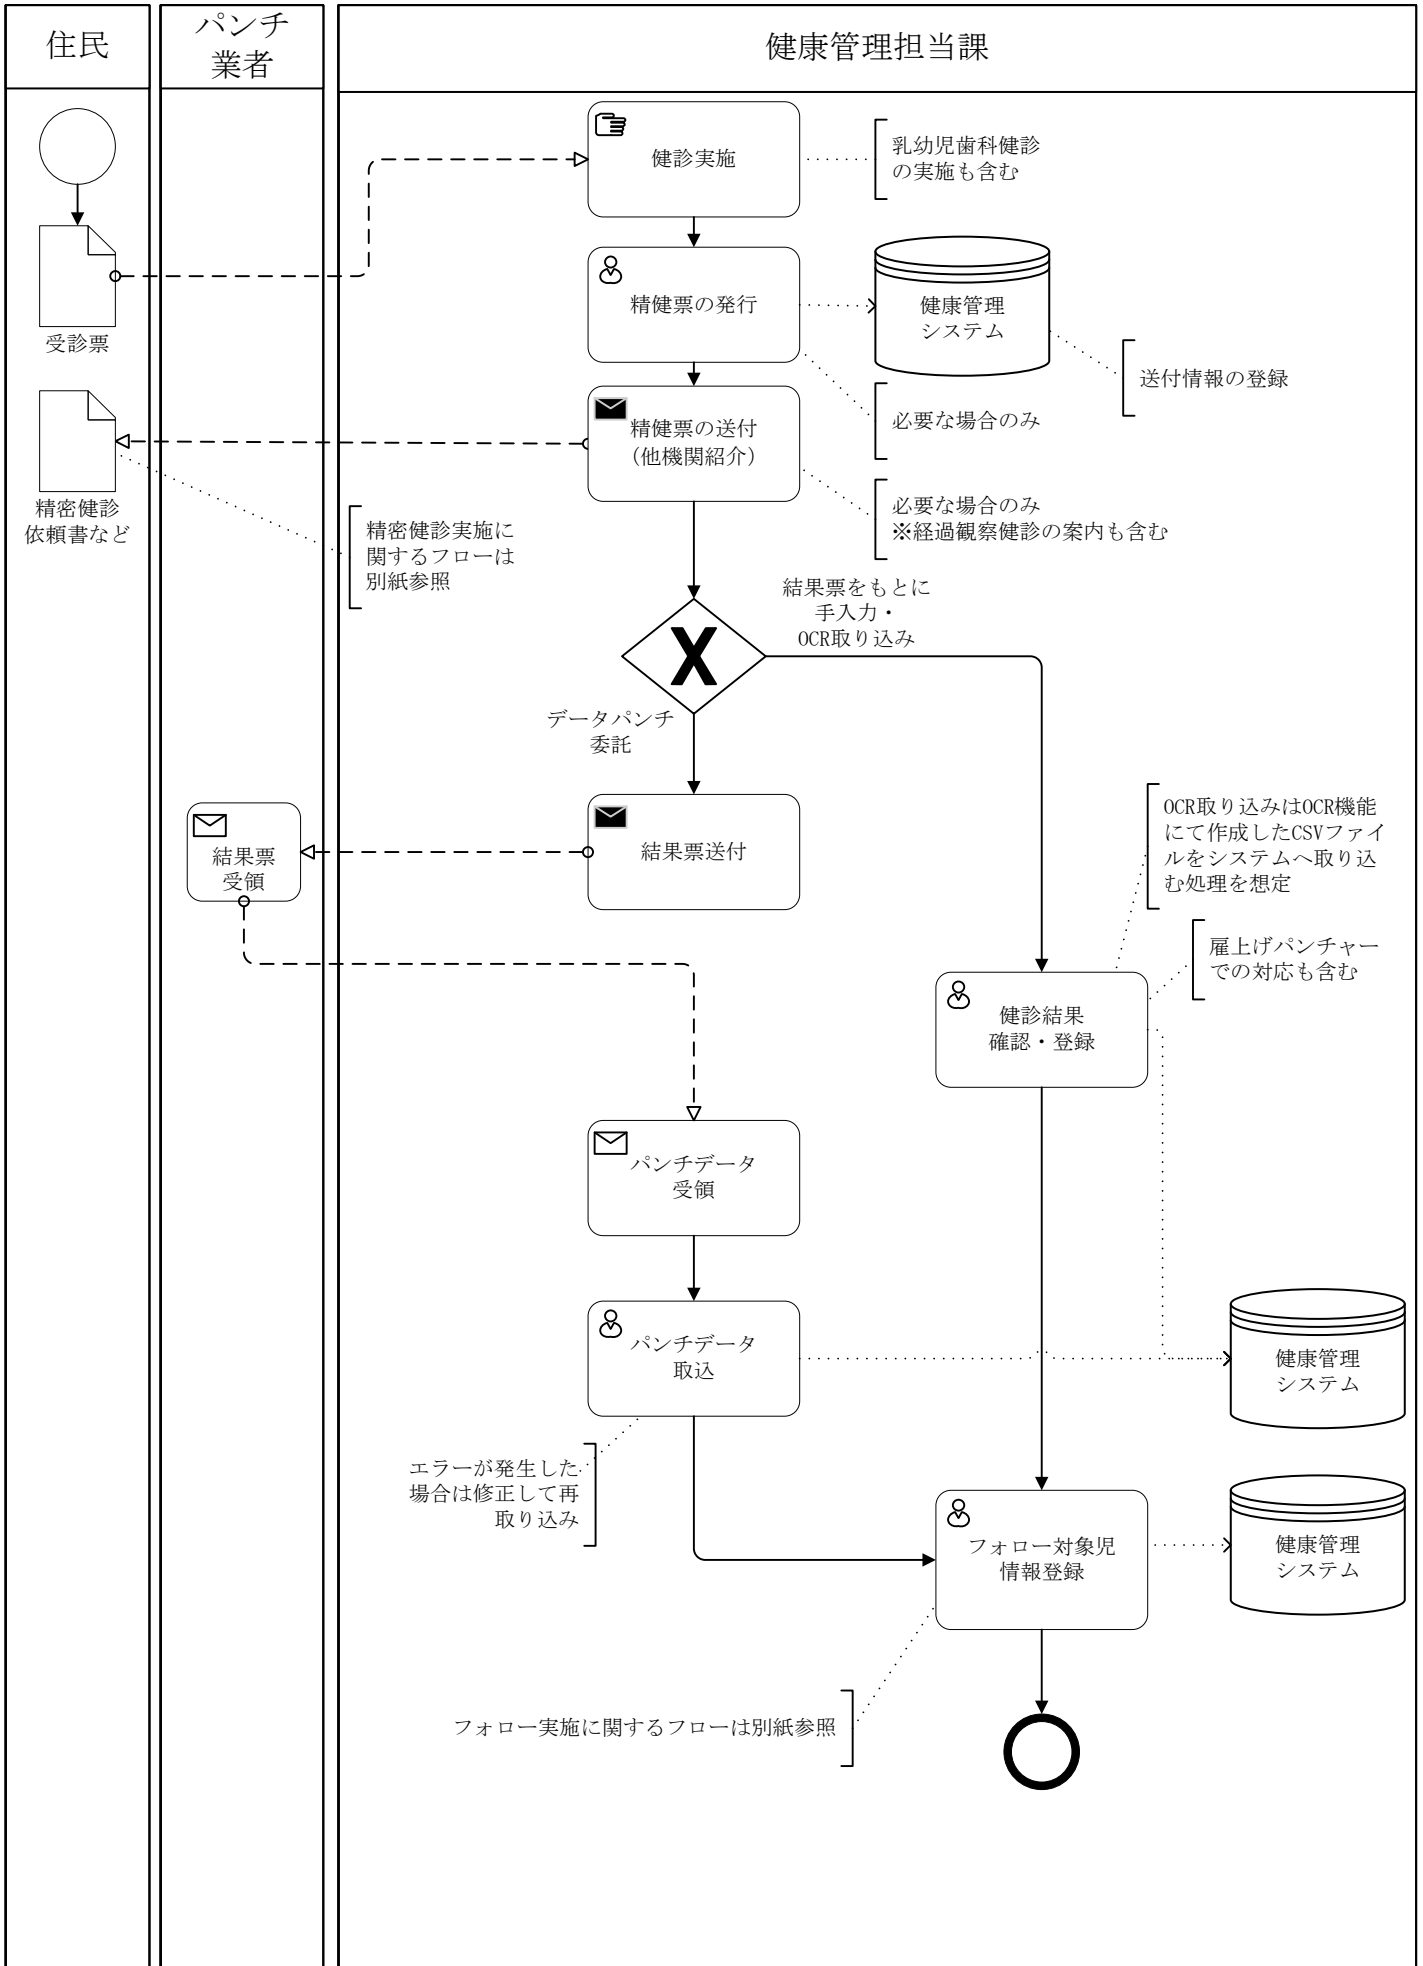 住民
パンチ
業者
健康管理担当課
健診実施
乳幼児歯科健診
の実施も含む
受診票
精健票の発行
健康管理
システム
送付情報の登録
必要な場合のみ
精健票の送付
(他機関紹介)
精密健診
依頼書など
必要な場合のみ
※経過観察健診の案内も含む
精密健診実施に
関するフローは
別紙参照
結果票をもとに
手入力・
OCR取り込み
X
データパンチ
委託
結果票
受領
結果票送付
OCR取り込みはOCR機能
にて作成したCSVファイ
ルをシステムへ取り込
む処理を想定
雇上げパンチャー
での対応も含む
健診結果
確認・登録
パンチデータ
受領
パンチデータ
取込
健康管理
システム
エラーが発生した
場合は修正して再
取り込み
フォロー対象児
情報登録
健康管理
システム
フォロー実施に関するフローは別紙参照